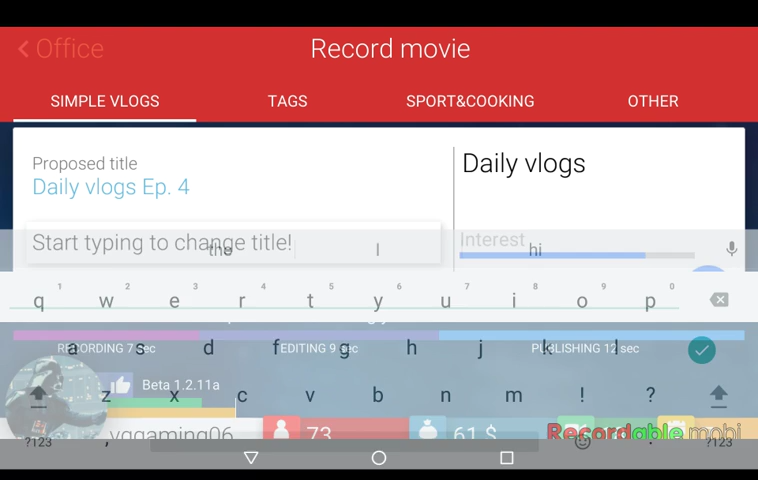 Office
Record movie
SIMPLE VLOGS TAGS SPORT&COOKING OTHER
Proposed title
Daily vlogs Ep. 4
Daily vlogs
Start typing to change title!
Interest
the I hi
1 2 3 4 5 6 7 8 9 0
q w e r t y u i o p
RECORDING 7 sec EDITING 9 sec PUBLISHING 12 sec
a s d f g h j k l
Beta 1.2.11a
z x c v b n m ! ?
vggaming06 73 61 $
Recordable.mobi
?123 , . ?123